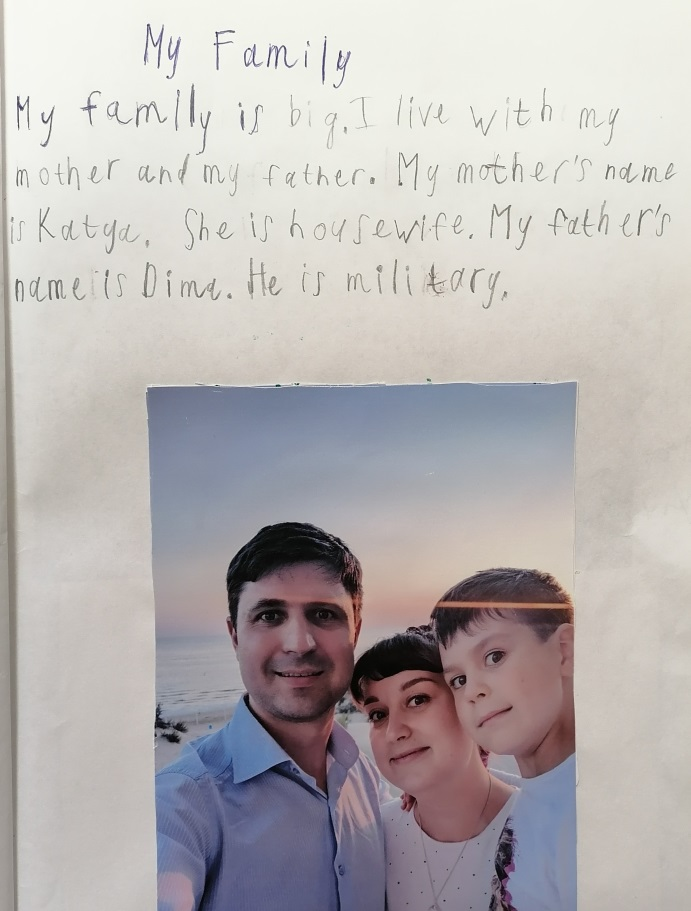 My Family
My family is big. I live with my
mother and my father. My mother's name
is Katya. She is housewife. My father's
name is Dima. He is military.